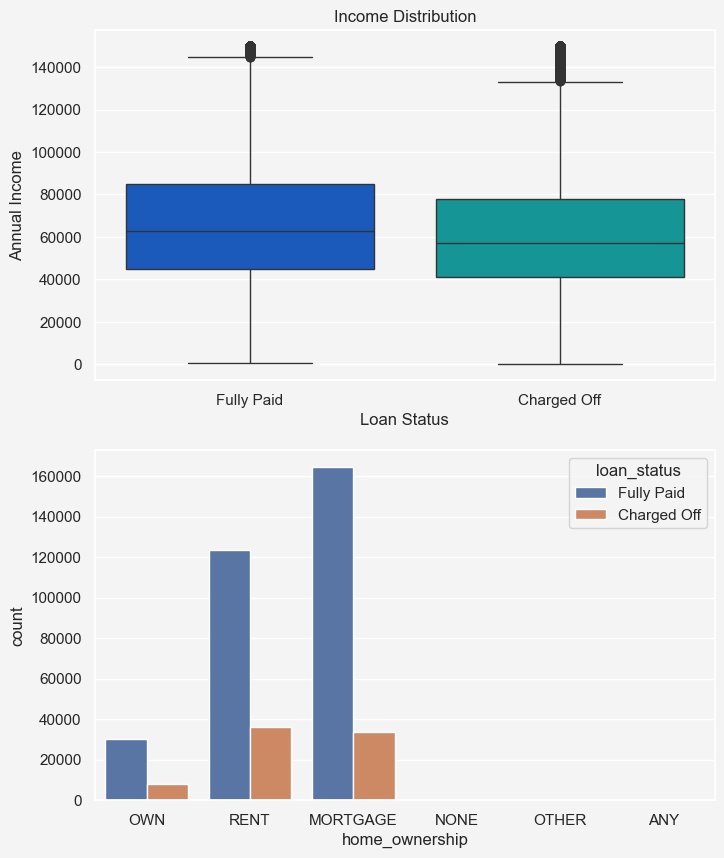 Income Distribution
Annual Income
140000
120000
100000
80000
60000
40000
20000
0
Fully Paid
Charged Off
Loan Status
loan_status
Fully Paid
Charged Off
count
160000
140000
120000
100000
80000
60000
40000
20000
0
OWN
RENT
MORTGAGE
NONE
OTHER
ANY
home_ownership